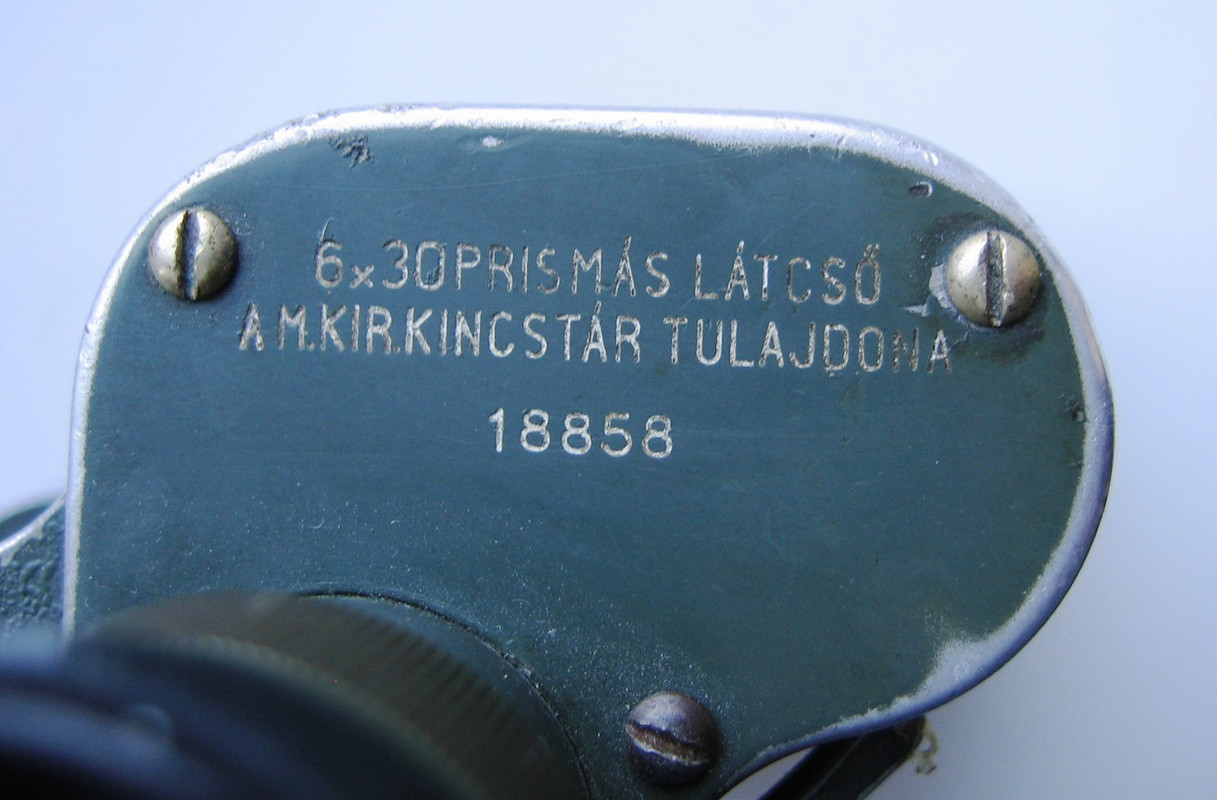 6x30 PRISMÁS LÁTCSŐ
A M.KIR.KINCSTÁR TULAJDONA
18858